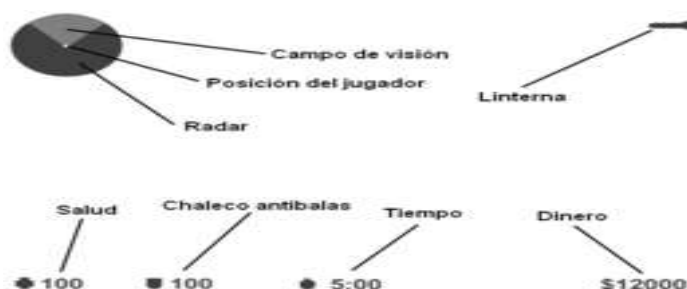 Campo de visión
Posición del jugador
Linterna
Radar
Salud
Chaleco antibalas
Tiempo
Dinero
100
100
5:00
$12000